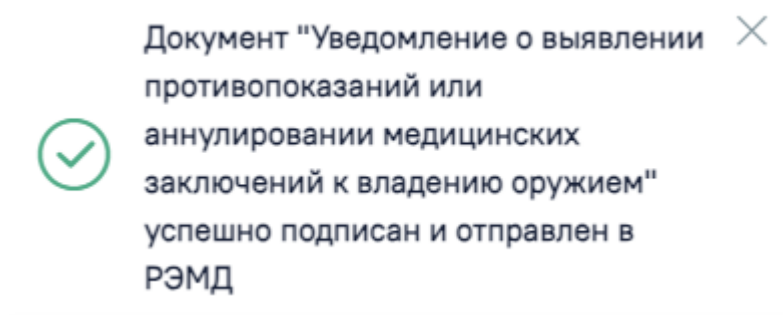 Документ "Уведомление о выявлении
противопоказаний или
аннулировании медицинских
заключений к владению оружием"
успешно подписан и отправлен в
РЭМД